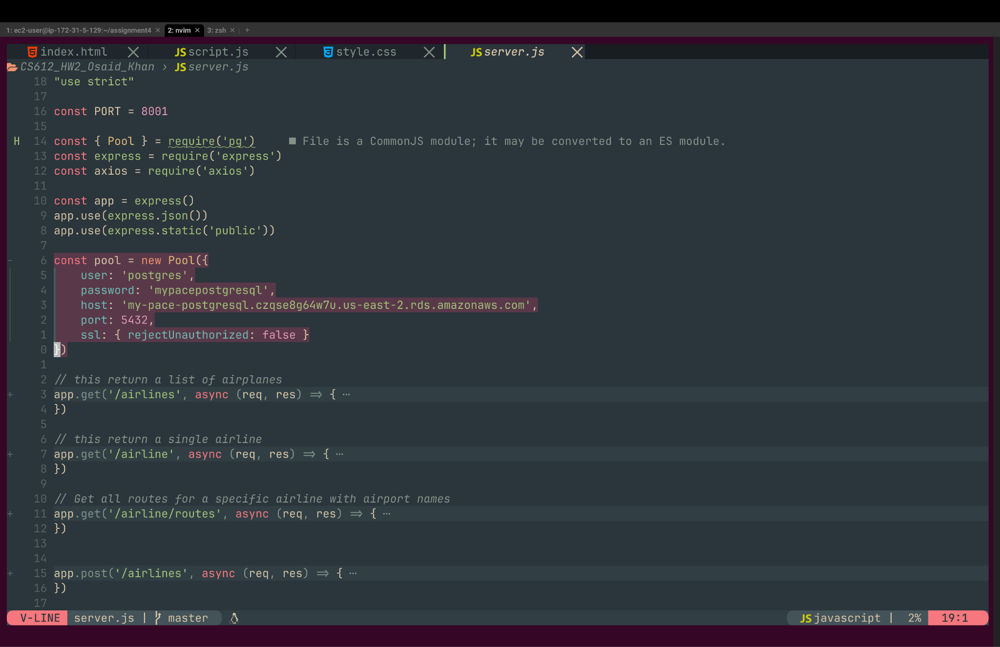 1: ec2-user@ip-172-31-5-129:~/assignment4 × 2: nvim × 3: zsh × +
index.html JS script.js style.css JS server.js
CS612_HW2_Osaid_Khan › JS server.js
18 "use strict"
17
16 const PORT = 8001
15
H 14 const { Pool } = require('pg') ■ File is a CommonJS module; it may be converted to an ES module.
13 const express = require('express')
12 const axios = require('axios')
11
10 const app = express()
9 app.use(express.json())
8 app.use(express.static('public'))
7
- 6 const pool = new Pool({
5 user: 'postgres',
4 password: 'mypacepostgresql',
3 host: 'my-pace-postgresql.czqse8g64w7u.us-east-2.rds.amazonaws.com',
2 port: 5432,
1 ssl: { rejectUnauthorized: false }
0 })
1
2 // this return a list of airplanes
+ 3 app.get('/airlines', async (req, res) => { ···
4 })
5
6 // this return a single airline
+ 7 app.get('/airline', async (req, res) => { ···
8 })
9
10 // Get all routes for a specific airline with airport names
+ 11 app.get('/airline/routes', async (req, res) => { ···
12 })
13
14
+ 15 app.post('/airlines', async (req, res) => { ···
16 })
17
V-LINE server.js | master JS javascript | 2% 19:1